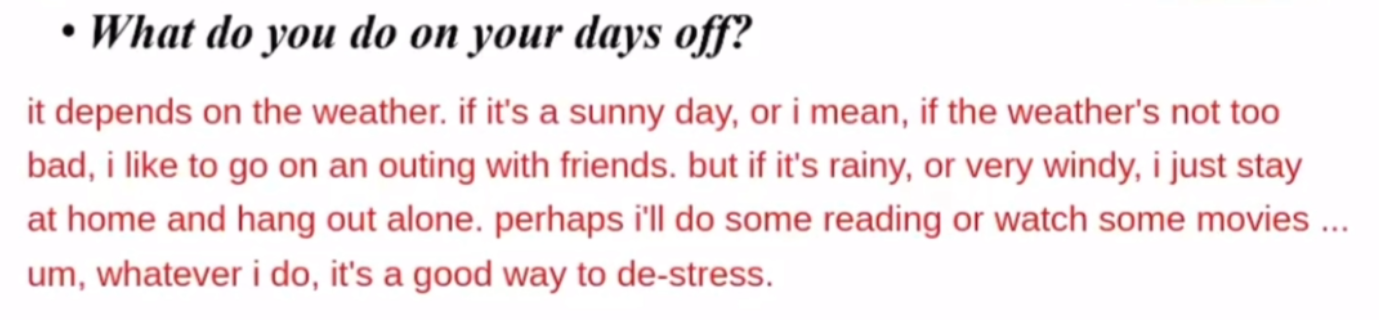 • What do you do on your days off?
it depends on the weather. if it's a sunny day, or i mean, if the weather's not too
bad, i like to go on an outing with friends. but if it's rainy, or very windy, i just stay
at home and hang out alone. perhaps i'll do some reading or watch some movies ...
um, whatever i do, it's a good way to de-stress.